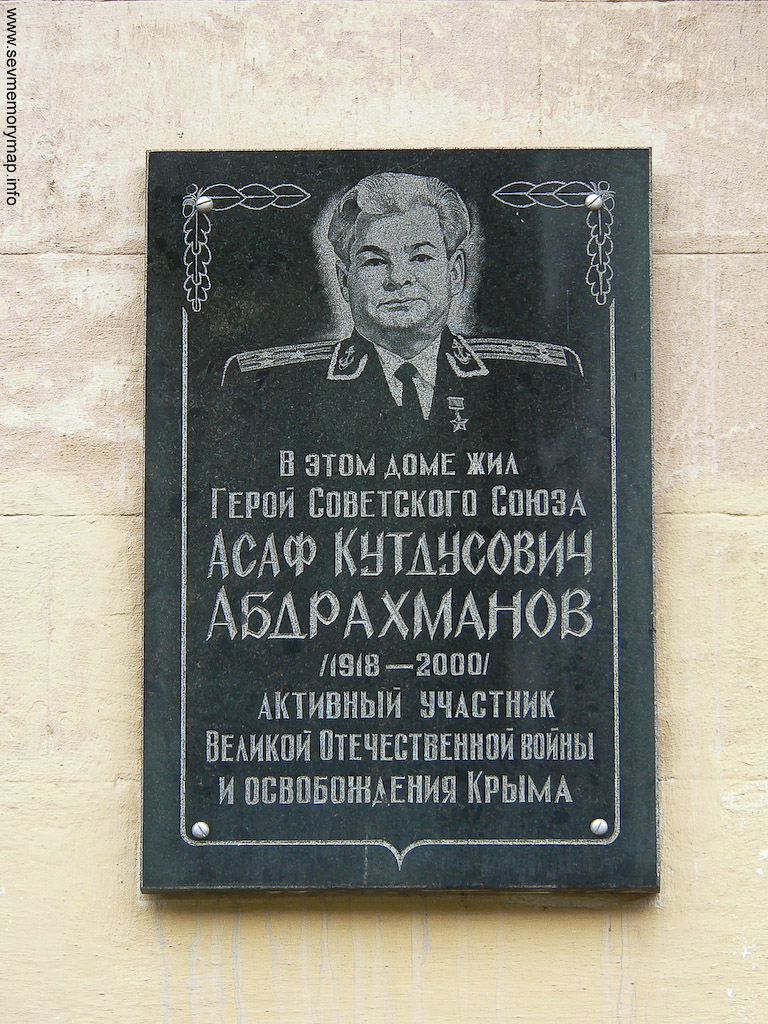 www.sevmemorymap.info
В этом доме жил
Герой Советского Союза
Асаф Кутдусович
Абдрахманов
/1918 — 2000/
активный участник
Великой Отечественной войны
и освобождения Крыма